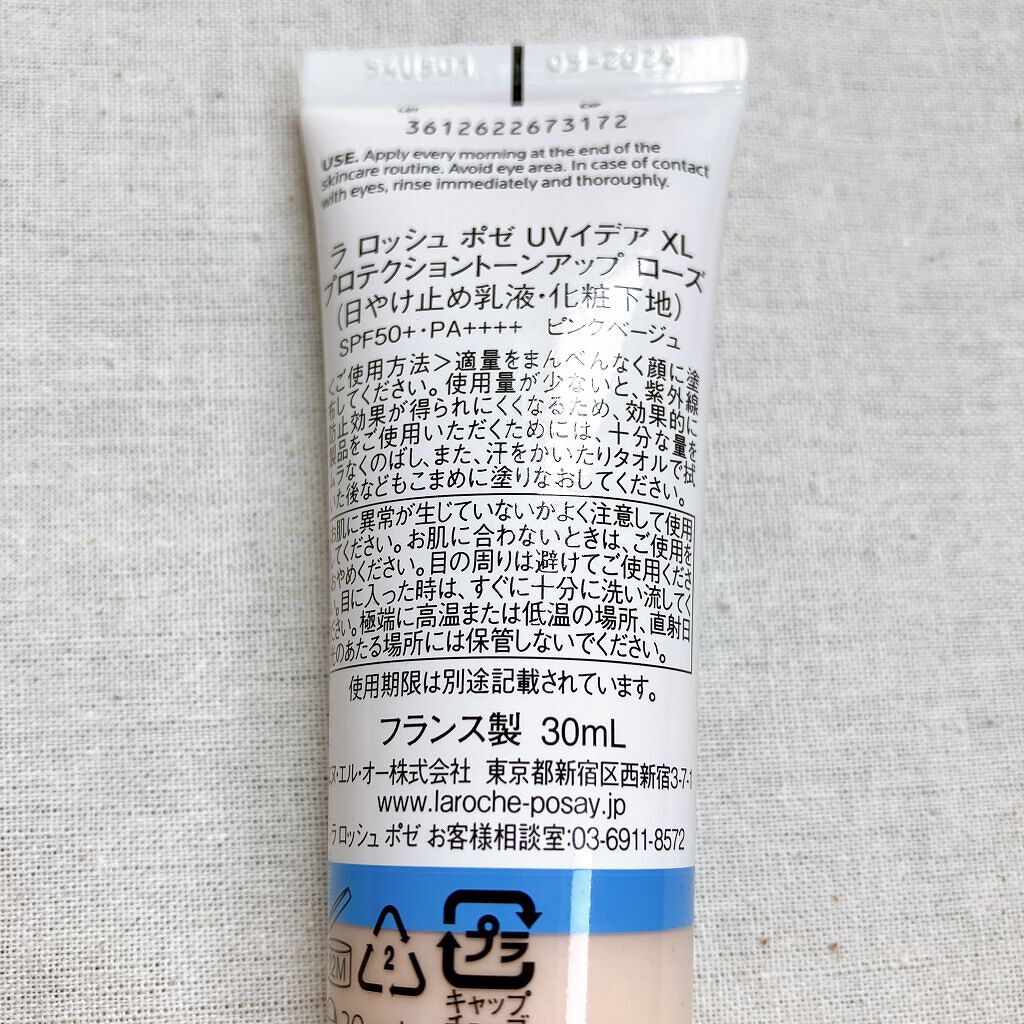 3612622673172
USE. Apply every morning at the end of the
skincare routine. Avoid eye area. In case of contact
with eyes, rinse immediately and thoroughly.
ラ ロッシュ ポゼ UVイデア XL
プロテクショントーンアップ ローズ
(日やけ止め乳液・化粧下地)
SPF50+・PA++++ ピンクベージュ
＜ご使用方法＞適量をまんべんなく顔に塗
布してください。使用量が少ないと、紫外線
防止効果が得られにくくなるため、効果的に
製品をご使用いただくためには、十分な量を
ムラなくのばし、また、汗をかいたりタオルで拭
いた後などもこまめに塗りなおしてください。
お肌に異常が生じていないかよく注意して使用
してください。お肌に合わないときは、ご使用を
おやめください。目の周りは避けてご使用くださ
い。目に入った時は、すぐに十分に洗い流してく
ださい。極端に高温または低温の場所、直射日
光のあたる場所には保管しないでください。
使用期限は別途記載されています。
フランス製 30mL
エル・オー株式会社 東京都新宿区西新宿3-7-1
www.laroche-posay.jp
ラ ロッシュ ポゼ お客様相談室:03-6911-8572
2M
2
プラ
キャップ